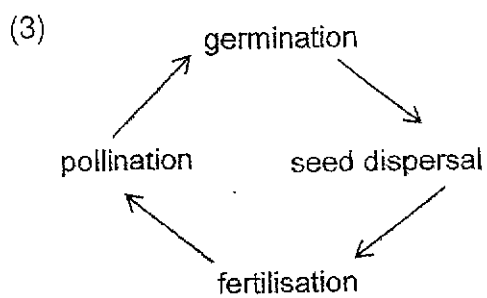 (3)
germination
pollination
seed dispersal
fertilisation